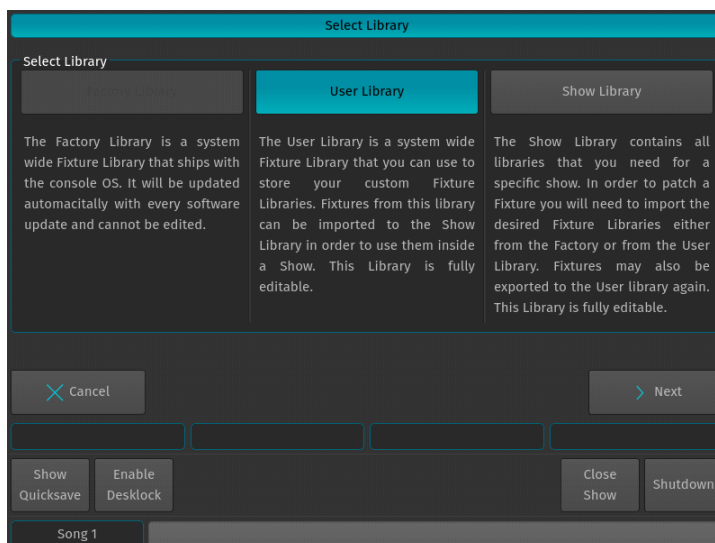 Select Library
Select Library
Factory Library
User Library
Show Library
The Factory Library is a system
wide Fixture Library that ships with
the console OS. It will be updated
automacitally with every software
update and cannot be edited.
The User Library is a system wide
Fixture Library that you can use to
store your custom Fixture
Libraries. Fixtures from this library
can be imported to the Show
Library in order to use them inside
a Show. This Library is fully
editable.
The Show Library contains all
libraries that you need for a
specific show. In order to patch a
Fixture you will need to import the
desired Fixture Libraries either
from the Factory or from the User
Library. Fixtures may also be
exported to the User library again.
This Library is fully editable.
Cancel
Next
Show
Quicksave
Enable
Desklock
Close
Show
Shutdown
Song 1